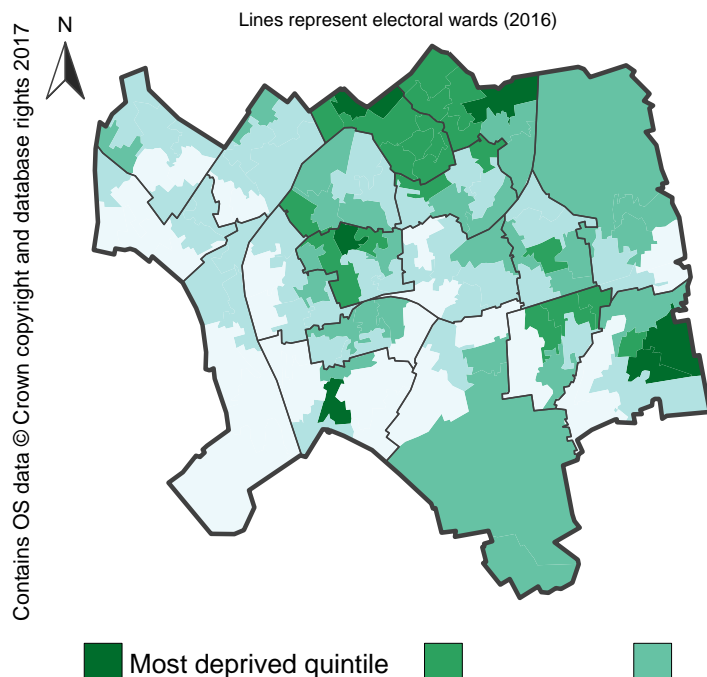 Lines represent electoral wards (2016)
N
Contains OS data © Crown copyright and database rights 2017
Most deprived quintile